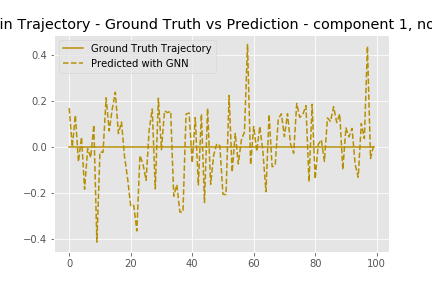 in Trajectory - Ground Truth vs Prediction - component 1, no
Ground Truth Trajectory
Predicted with GNN
0.4
0.2
0.0
−0.2
−0.4
0 20 40 60 80 100